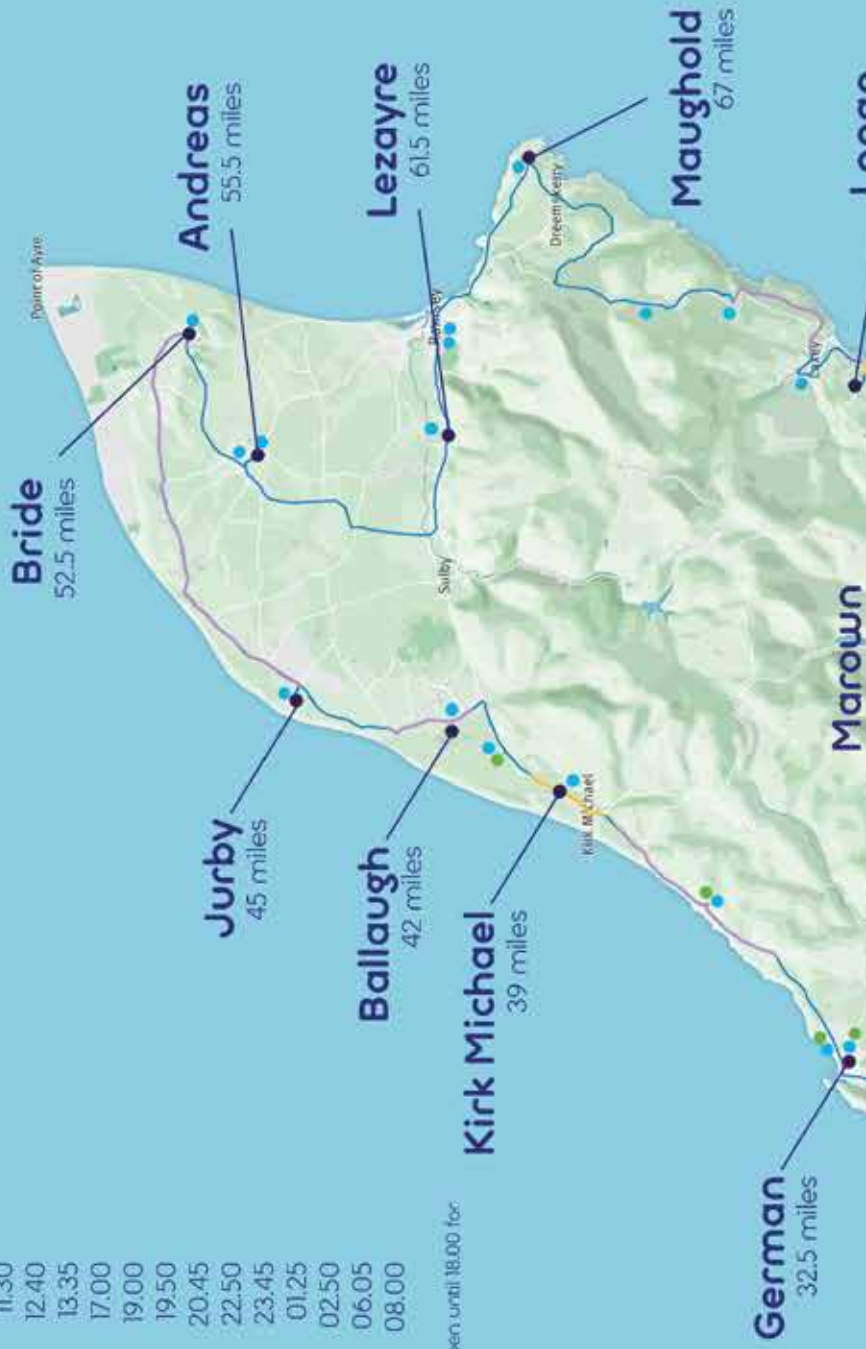 11.30
12.40
13.35
17.00
19.00
19.50
20.45
22.50
23.45
01.25
02.50
06.05
08.00
until 18.00 for
Bride
52.5 miles
Point of Ayre
Andreas
55.5 miles
Jurby
45 miles
Lezayre
61.5 miles
Ramsey
Sulby
Ballaugh
42 miles
Maughold
67 miles
Dreemskerry
Kirk Michael
39 miles
Kirk Michael
Laxey
Marown
German
32.5 miles